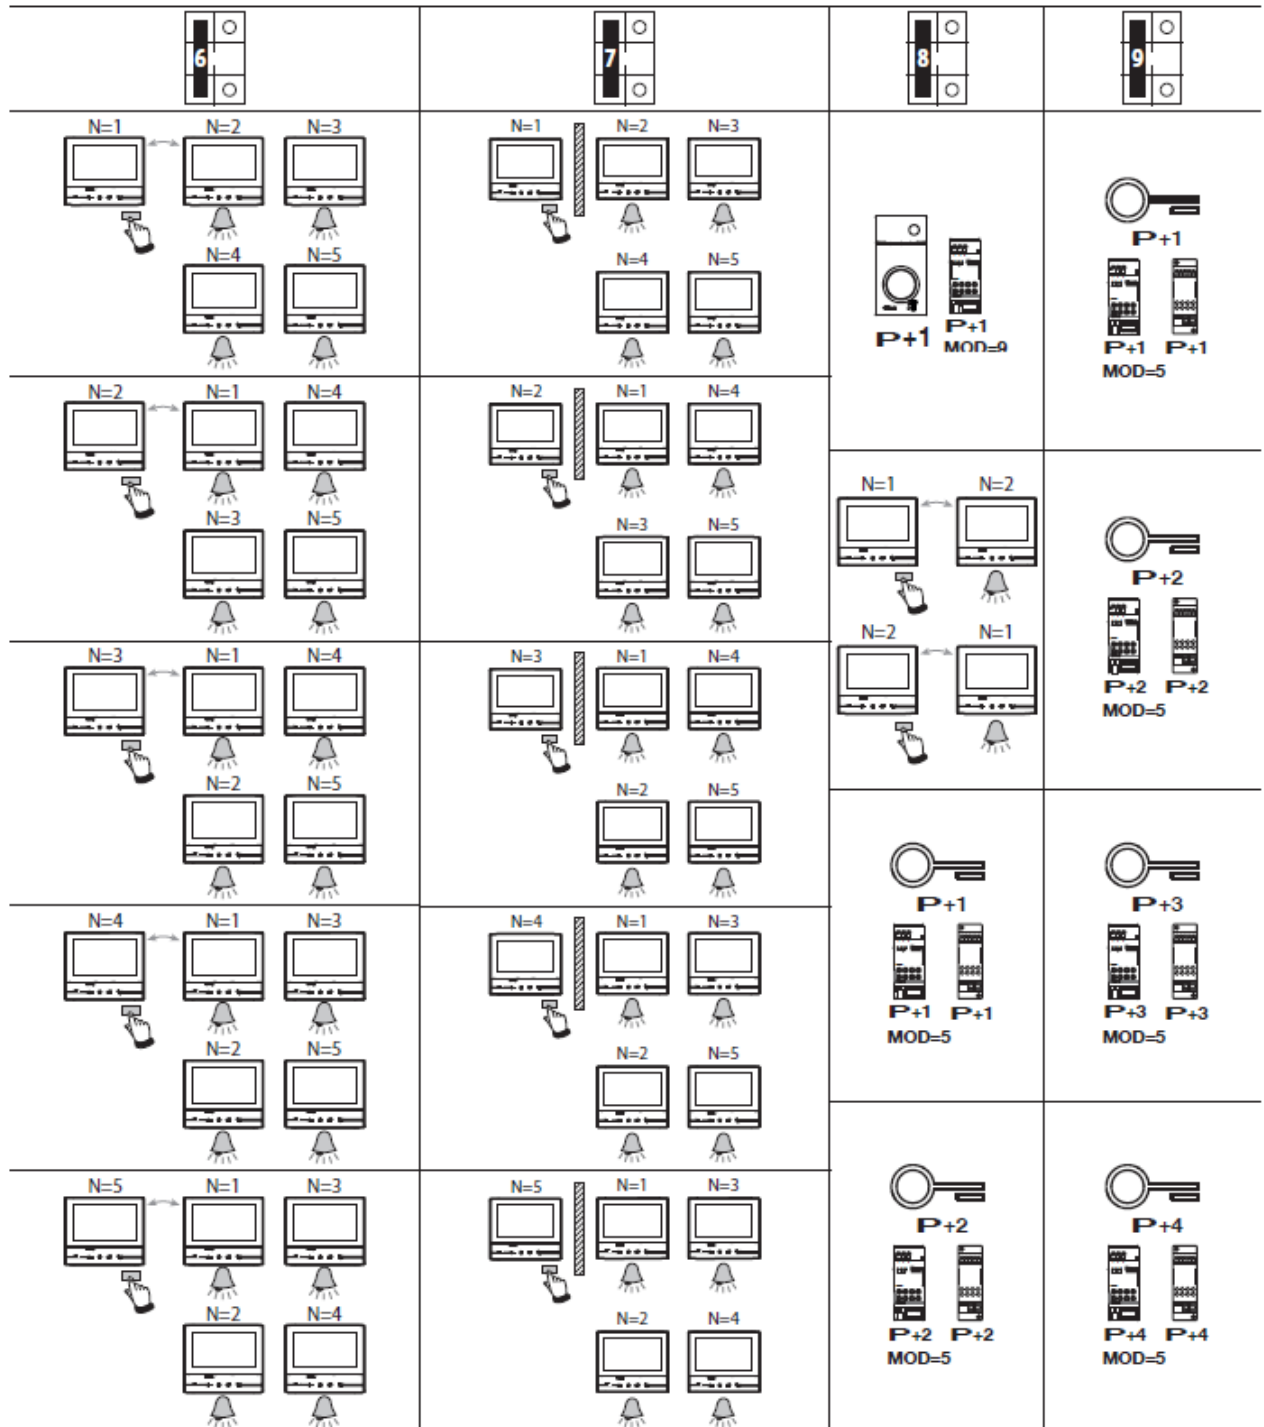 6
7
8
9
N=1 N=2 N=3
N=4 N=5
N=2 N=1 N=4
N=3 N=5
N=3 N=1 N=4
N=2 N=5
N=4 N=1 N=3
N=2 N=5
N=5 N=1 N=3
N=2 N=4
N=1 N=2 N=3
N=4 N=5
N=2 N=1 N=4
N=3 N=5
N=3 N=1 N=4
N=2 N=5
N=4 N=1 N=3
N=2 N=5
N=5 N=1 N=3
N=2 N=4
P+1 P+1
MOD=9
N=1 N=2
N=2 N=1
P+1
P+1 P+1
MOD=5
P+2
P+2 P+2
MOD=5
P+1
P+1 P+1
MOD=5
P+2
P+2 P+2
MOD=5
P+3
P+3 P+3
MOD=5
P+4
P+4 P+4
MOD=5